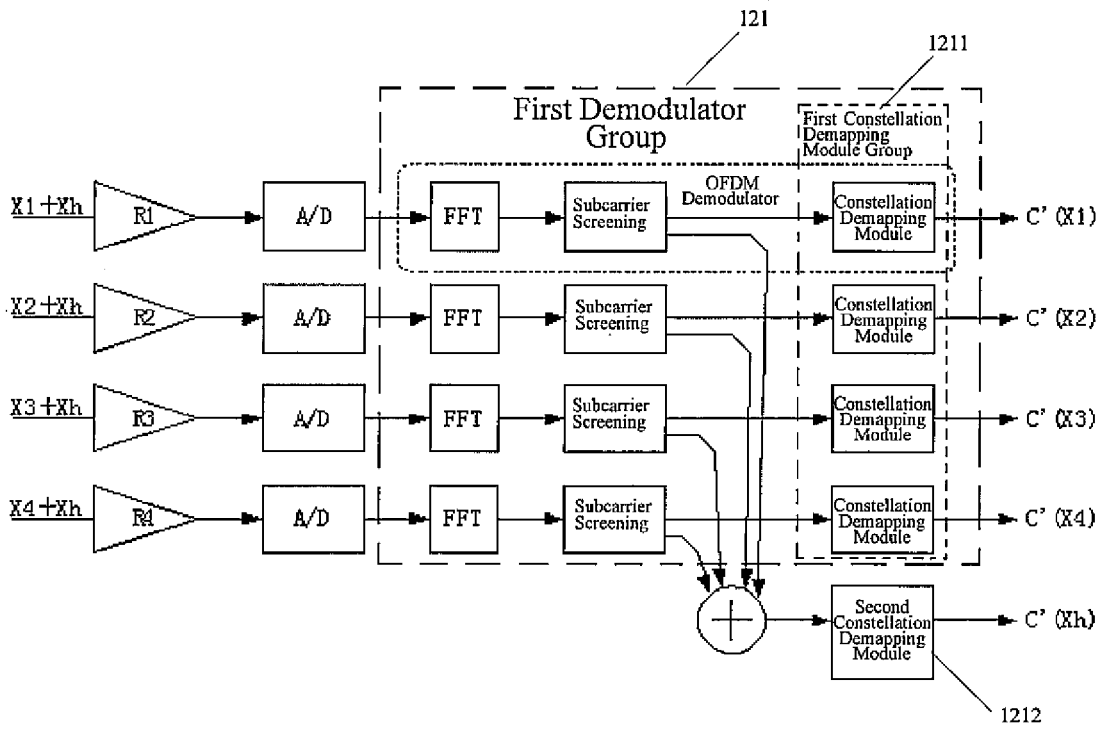 121
1211
First Demodulator
Group
First Constellation
Demapping
Module Group
X1+Xh
R1
A/D
FFT
Subcarrier
Screening
OFDM
Demodulator
Constellation
Demapping
Module
C'(X1)
X2+Xh
R2
A/D
FFT
Subcarrier
Screening
Constellation
Demapping
Module
C'(X2)
X3+Xh
R3
A/D
FFT
Subcarrier
Screening
Constellation
Demapping
Module
C'(X3)
X4+Xh
R4
A/D
FFT
Subcarrier
Screening
Constellation
Demapping
Module
C'(X4)
Second
Constellation
Demapping
Module
C'(Xh)
1212